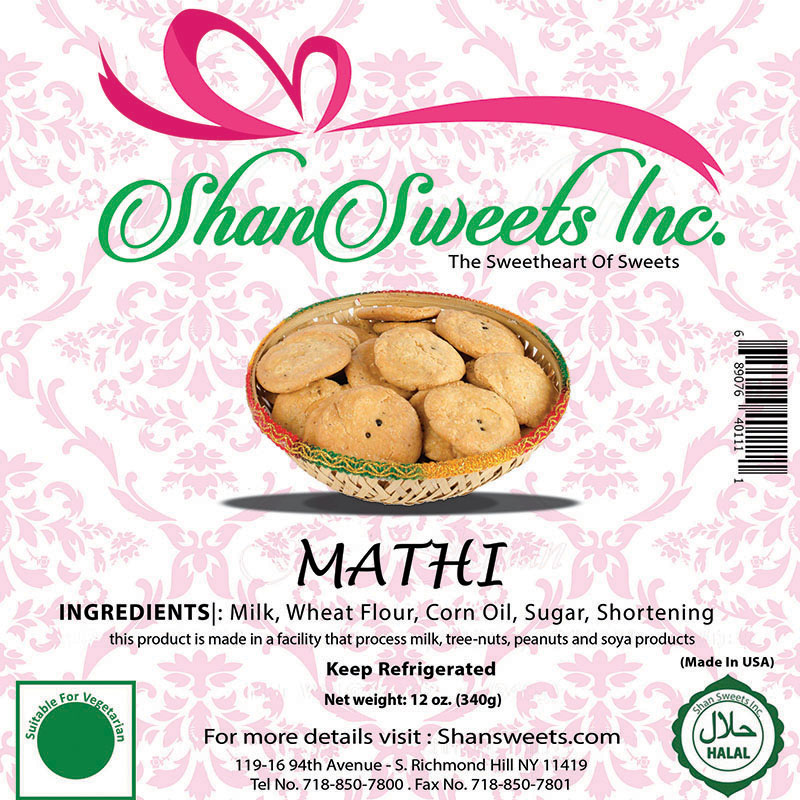 ShanSweets Inc.
The Sweetheart Of Sweets
6 89076 40111 1
MATHI
INGREDIENTS|: Milk, Wheat Flour, Corn Oil, Sugar, Shortening
this product is made in a facility that process milk, tree-nuts, peanuts and soya products
Keep Refrigerated
(Made In USA)
Net weight: 12 oz. (340g)
Suitable For Vegetarian
Shan Sweets Inc.
حلال
HALAL
For more details visit : Shansweets.com
119-16 94th Avenue - S. Richmond Hill NY 11419
Tel No. 718-850-7800 . Fax No. 718-850-7801